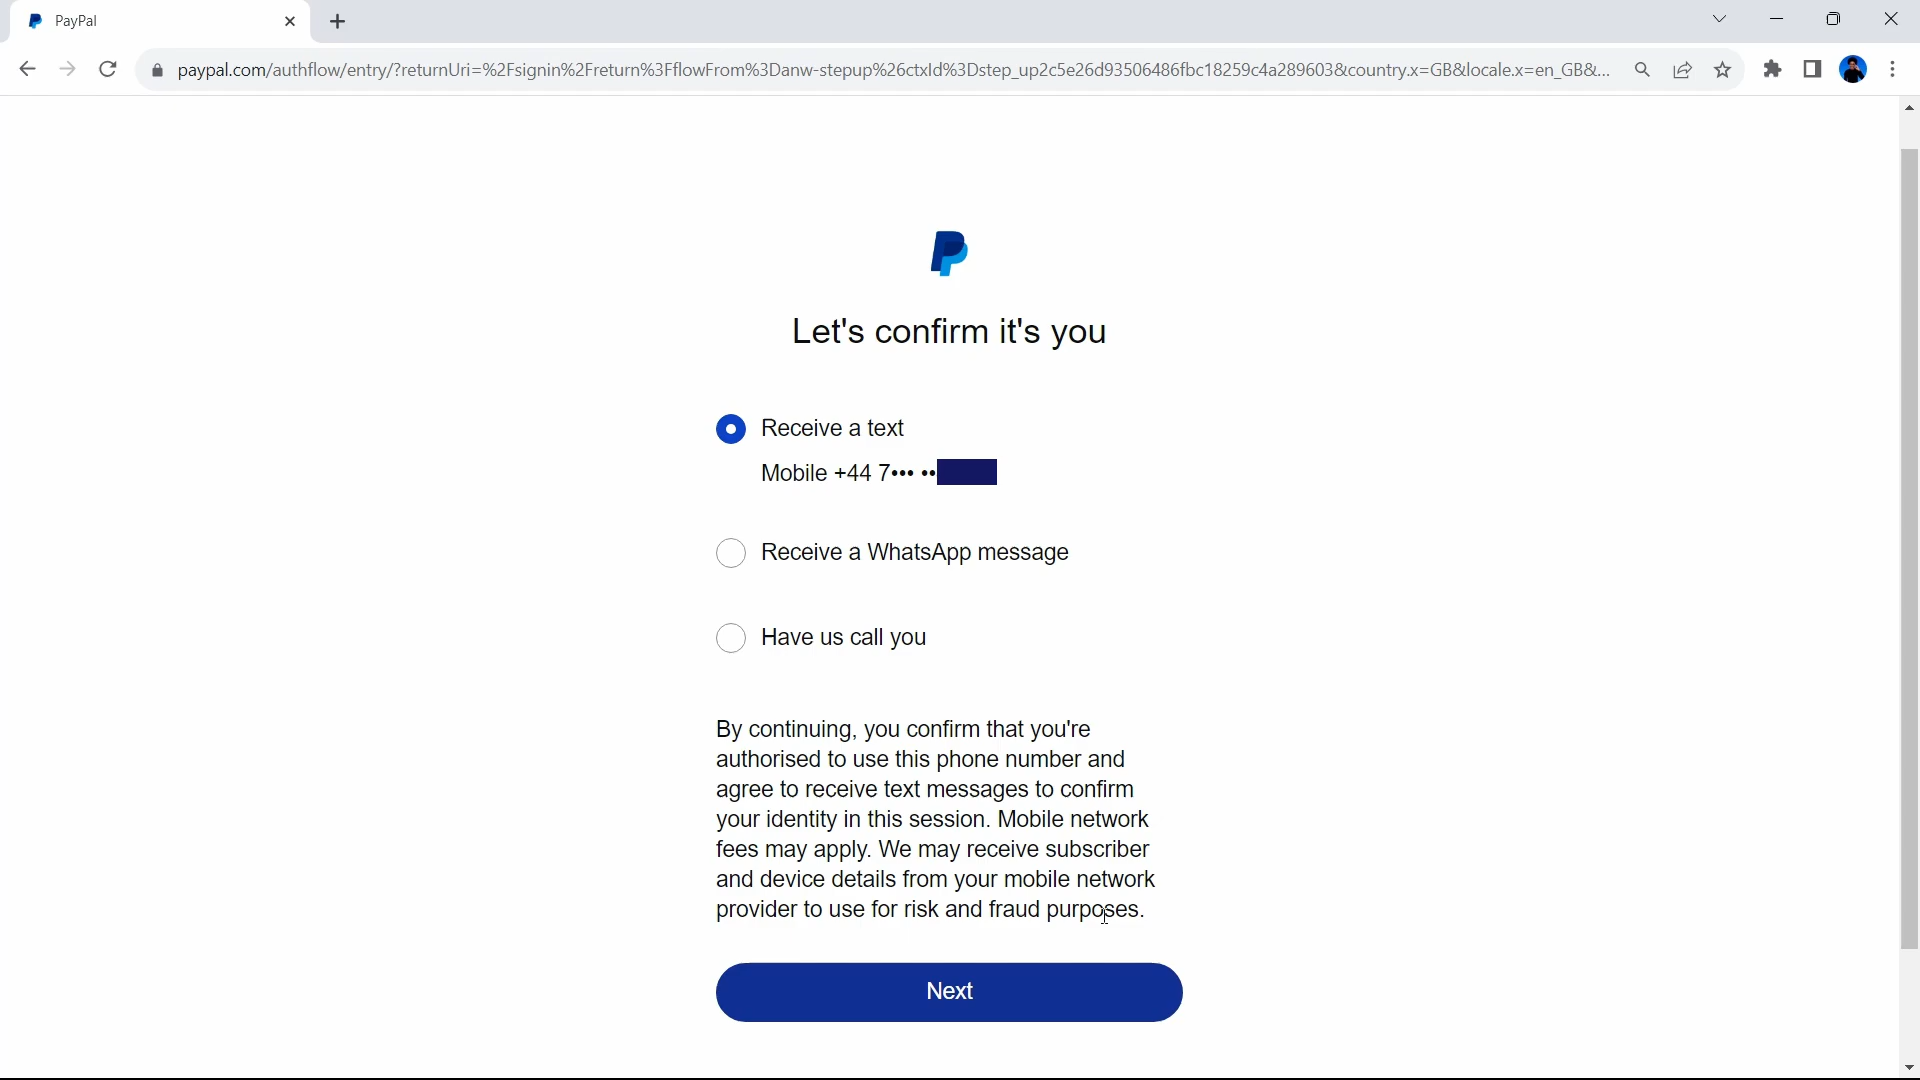 PayPal
paypal.com/authflow/entry/?returnUri=%2Fsignin%2Freturn%3FflowFrom%3Danw-stepup%26ctxId%3Dstep_up2c5e26d93506486fbc18259c4a289603&country.x=GB&locale.x=en_GB&...
Let's confirm it's you
Receive a text
Mobile +44 7••• ••
Receive a WhatsApp message
Have us call you
By continuing, you confirm that you're
authorised to use this phone number and
agree to receive text messages to confirm
your identity in this session. Mobile network
fees may apply. We may receive subscriber
and device details from your mobile network
provider to use for risk and fraud purposes.
Next